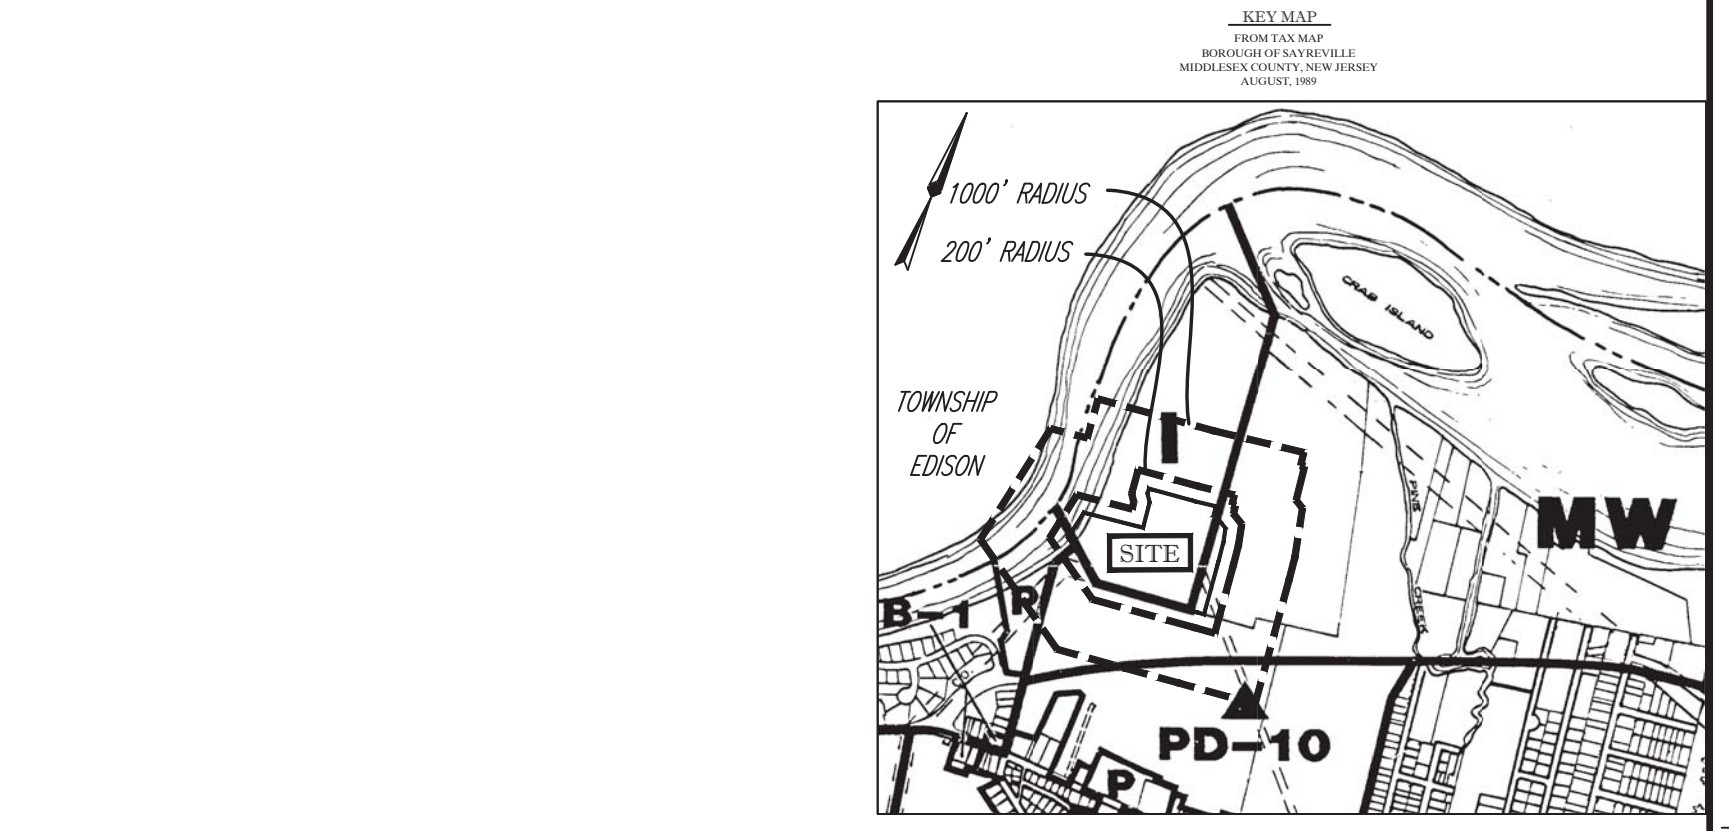 KEY MAP
FROM TAX MAP
BOROUGH OF SAYREVILLE
MIDDLESEX COUNTY, NEW JERSEY
AUGUST, 1989
1000' RADIUS
200' RADIUS
CRAB ISLAND
TOWNSHIP
OF
EDISON
I
PINE
CREEK
MW
SITE
B-1
R
PD-10
P